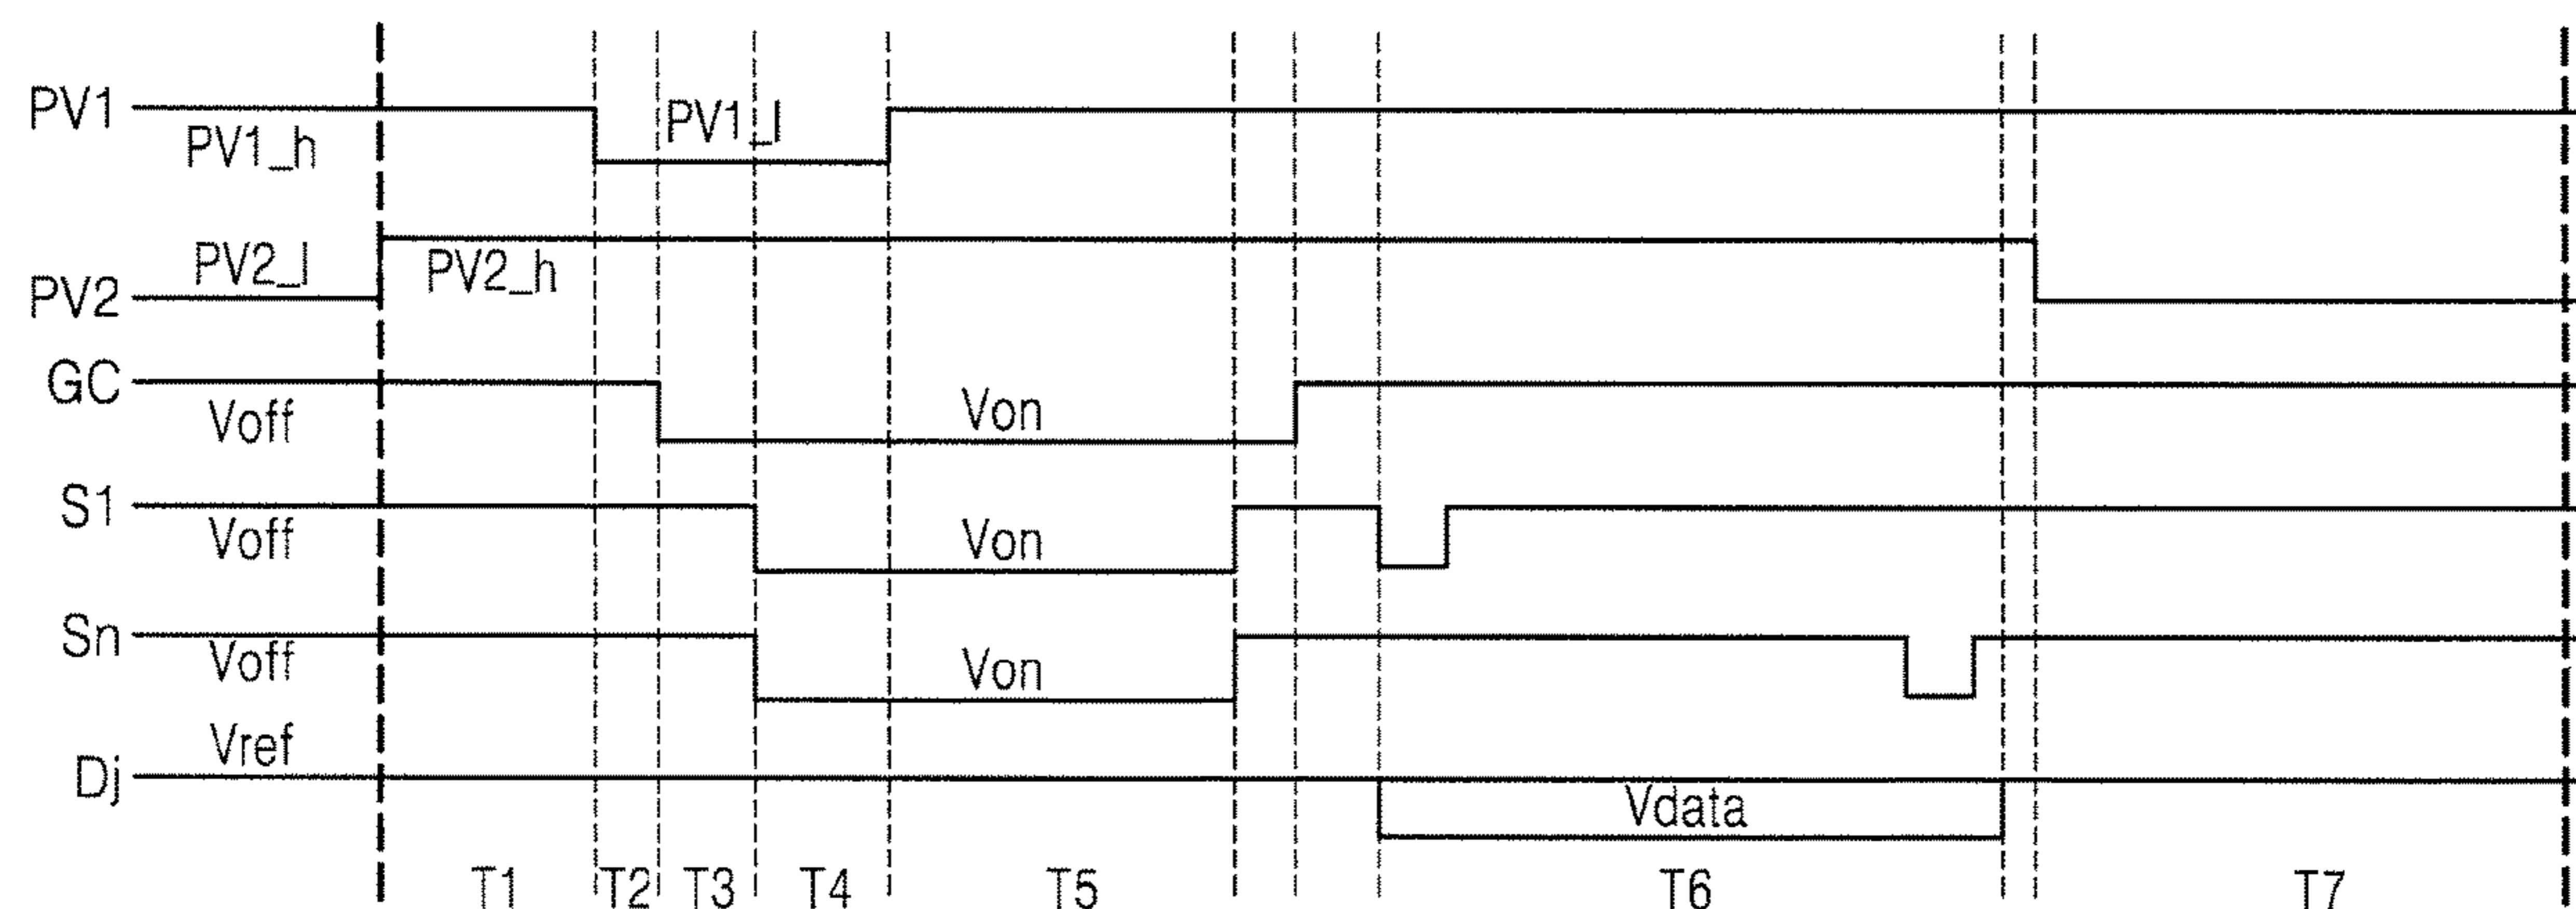 PV1
PV1_h
PV1_l
PV2_l
PV2_h
PV2
GC
Voff
Von
S1
Voff
Von
Sn
Voff
Von
Vref
Dj
Vdata
T1 T2 T3 T4 T5 T6 T7